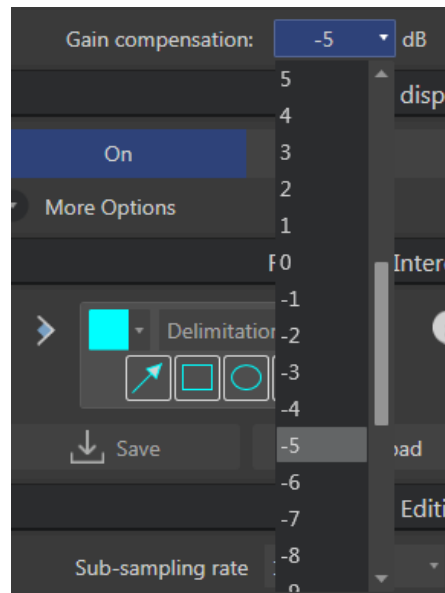 Gain compensation: -5 dB
5
disp
4
On
3
2
More Options
1
0
Inter
-1
Delimitation
-2
-3
-4
Save
-5
oad
-6
-7
Editi
Sub-sampling rate
-8
-9